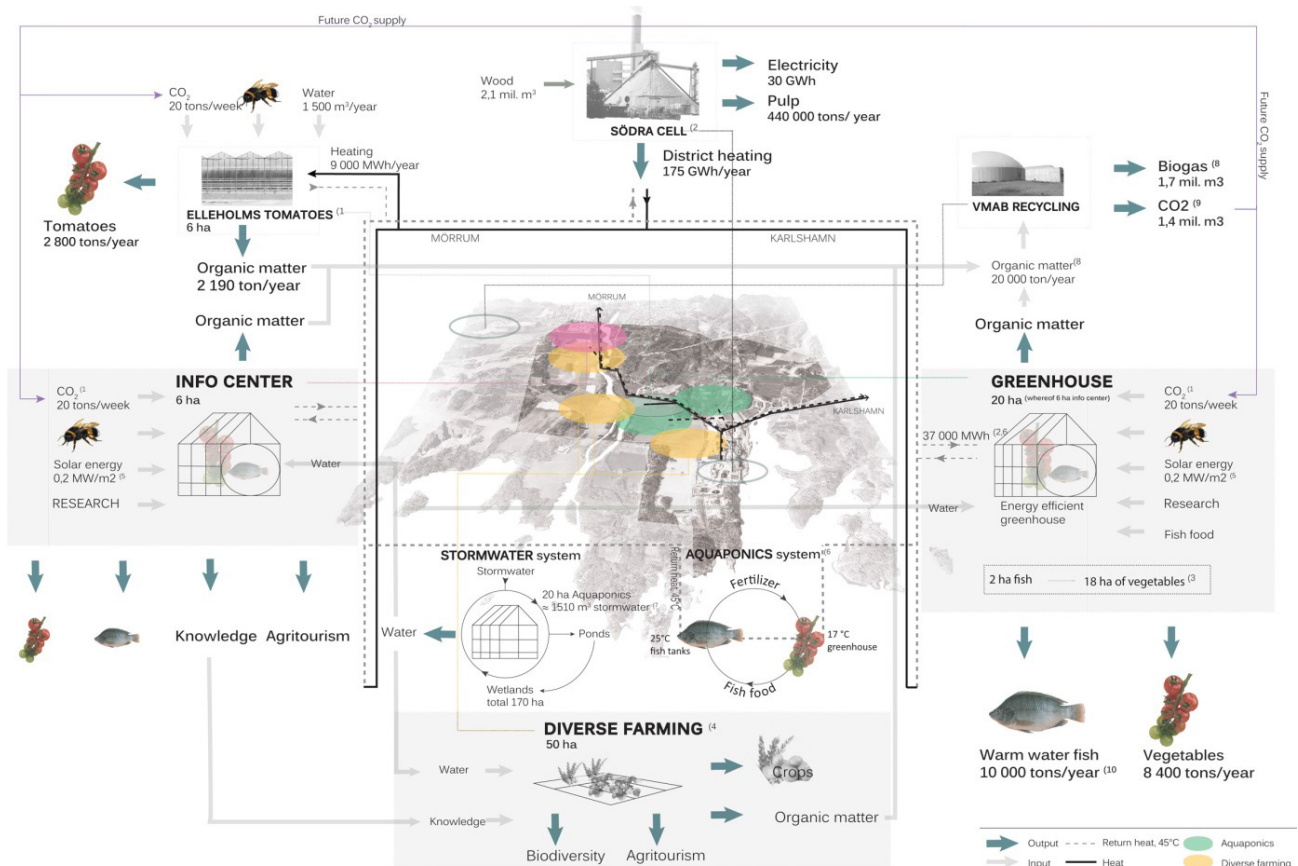 Future CO₂ supply
CO₂
20 tons/week
Water
1 500 m³/year
Heating
9 000 MWh/year
Tomatoes
2 800 tons/year
ELLEHOLMS TOMATOES (1
6 ha
Organic matter
2 190 ton/year
Organic matter
Wood
2,1 mil. m³
SÖDRA CELL (2
Electricity
30 GWh
Pulp
440 000 tons/ year
District heating
175 GWh/year
MÖRRUM
KARLSHAMN
VMAB RECYCLING
Biogas (8
1,7 mil. m3
CO2 (9
1,4 mil. m3
Future CO₂ supply
Organic matter(8
20 000 ton/year
Organic matter
INFO CENTER
6 ha
CO₂ (1
20 tons/week
Solar energy
0,2 MW/m2 (5
RESEARCH
Water
Knowledge
Agritourism
MÖRRUM
KARLSHAMN
GREENHOUSE
20 ha (whereof 6 ha info center)
37 000 MWh (2,6
Water
Energy efficient
greenhouse
CO₂ (1
20 tons/week
Solar energy
0,2 MW/m2 (5
Research
Fish food
2 ha fish
18 ha of vegetables (3
STORMWATER system
Stormwater
20 ha Aquaponics
≈ 1510 m³ stormwater (7
Ponds
Wetlands
total 170 ha
Water
Return heat, 45°C
AQUAPONICS system(6
Fertilizer
25°C
fish tanks
17 °C
greenhouse
Fish food
DIVERSE FARMING (4
50 ha
Water
Knowledge
Crops
Organic matter
Biodiversity
Agritourism
Warm water fish
10 000 tons/year (10
Vegetables
8 400 tons/year
Output
Return heat, 45°C
Aquaponics
Input
Heat
Diverse farming